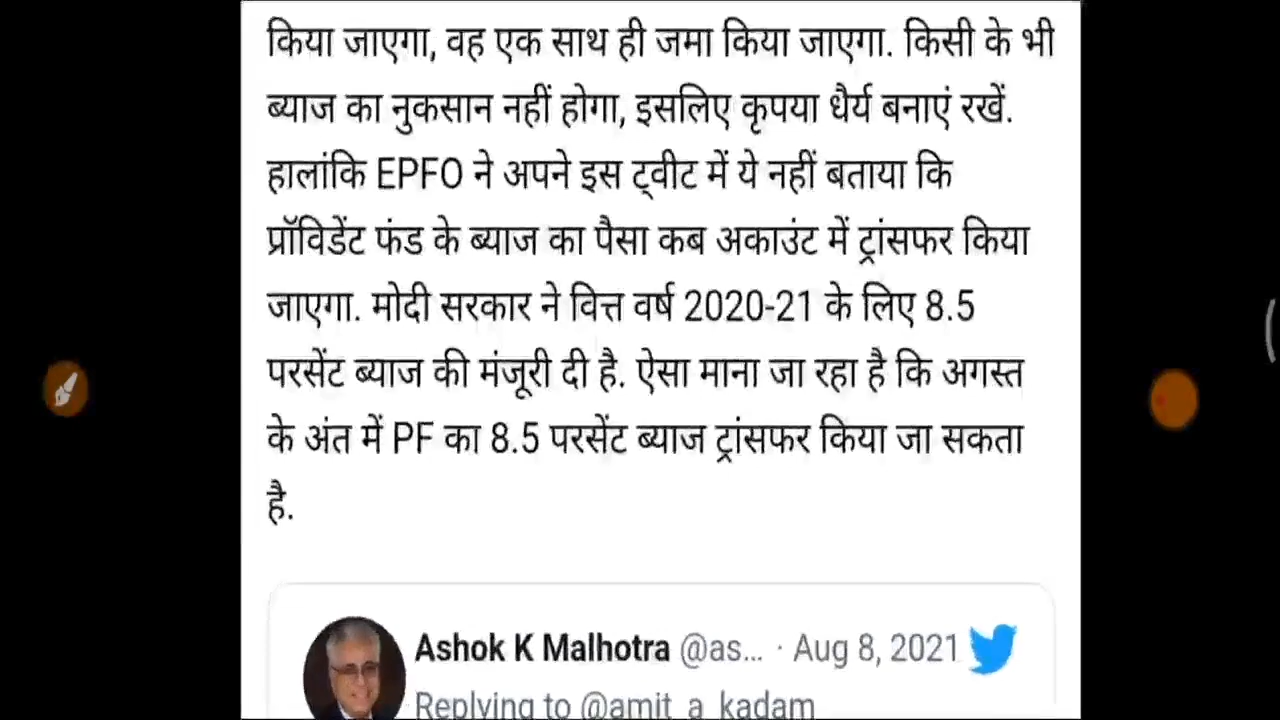 किया जाएगा, वह एक साथ ही जमा किया जाएगा. किसी के भी
ब्याज का नुकसान नहीं होगा, इसलिए कृपया धैर्य बनाएं रखें.
हालांकि EPFO ने अपने इस ट्वीट में ये नहीं बताया कि
प्रॉविडेंट फंड के ब्याज का पैसा कब अकाउंट में ट्रांसफर किया
जाएगा. मोदी सरकार ने वित्त वर्ष 2020-21 के लिए 8.5
परसेंट ब्याज की मंजूरी दी है. ऐसा माना जा रहा है कि अगस्त
के अंत में PF का 8.5 परसेंट ब्याज ट्रांसफर किया जा सकता
है.
Ashok K Malhotra @as... · Aug 8, 2021
Replying to @amit_a_kadam